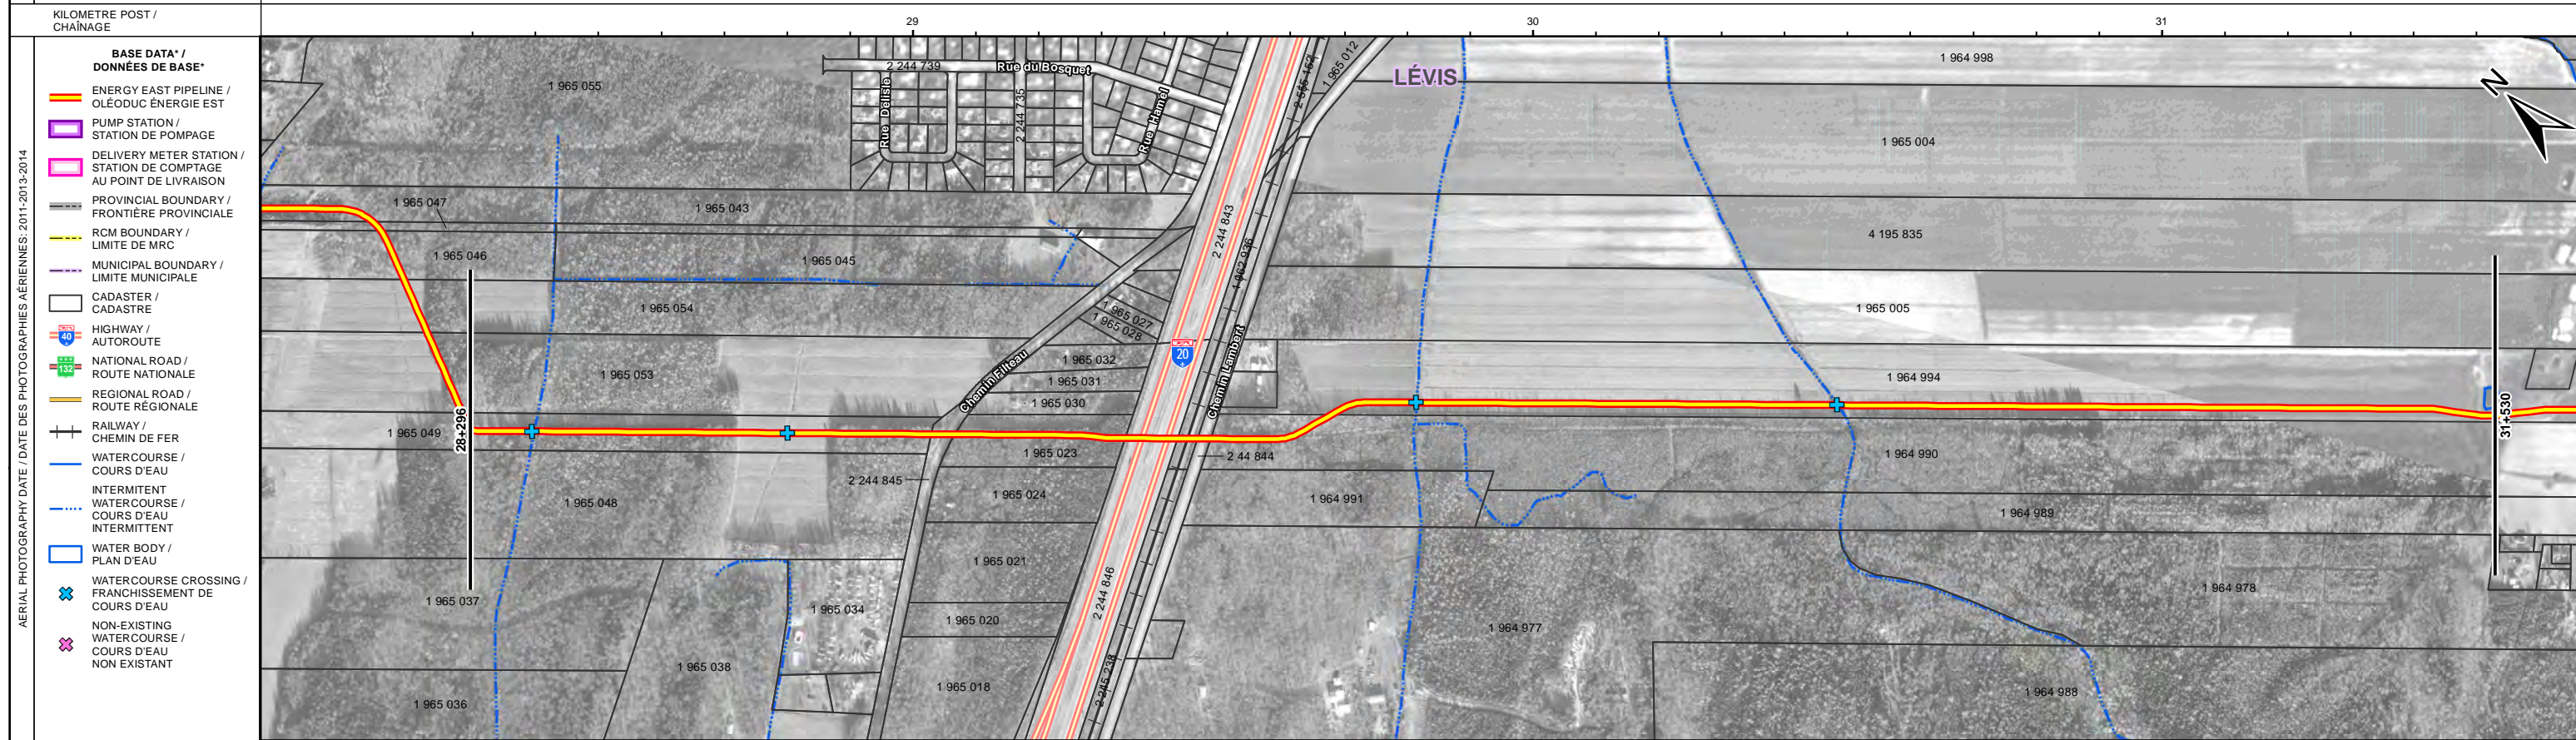 KILOMETRE POST /
CHAÎNAGE
29
30
31
AERIAL PHOTOGRAPHY DATE / DATE DES PHOTOGRAPHIES AÉRIENNES: 2011-2013-2014
BASE DATA* /
DONNÉES DE BASE*
ENERGY EAST PIPELINE /
OLÉODUC ÉNERGIE EST
PUMP STATION /
STATION DE POMPAGE
DELIVERY METER STATION /
STATION DE COMPTAGE
AU POINT DE LIVRAISON
PROVINCIAL BOUNDARY /
FRONTIÈRE PROVINCIALE
RCM BOUNDARY /
LIMITE DE MRC
MUNICIPAL BOUNDARY /
LIMITE MUNICIPALE
CADASTER /
CADASTRE
40
HIGHWAY /
AUTOROUTE
132
NATIONAL ROAD /
ROUTE NATIONALE
REGIONAL ROAD /
ROUTE RÉGIONALE
RAILWAY /
CHEMIN DE FER
WATERCOURSE /
COURS D'EAU
INTERMITENT
WATERCOURSE /
COURS D'EAU
INTERMITTENT
WATER BODY /
PLAN D'EAU
WATERCOURSE CROSSING /
FRANCHISSEMENT DE
COURS D'EAU
NON-EXISTING
WATERCOURSE /
COURS D'EAU
NON EXISTANT
1 965 055
2 244 739
Rue du Bosquet
Rue Delisle
2 244 735
Rue Hamel
2 555 152
1 965 012
LÉVIS
1 964 998
N
1 965 004
1 965 047
1 965 043
2 244 843
4 195 835
1 965 046
1 965 045
1 962 936
1 965 054
1 965 027
1 965 028
1 965 005
20
1 965 032
1 965 053
1 965 031
1 965 030
Chemin Filteau
Chemin Lambert
1 964 994
28+296
31+530
1 965 049
1 965 023
2 44 844
1 964 990
2 244 845
1 965 024
1 964 991
1 965 048
1 964 989
1 965 021
2 244 846
1 964 978
1 965 037
1 965 034
1 965 020
1 964 977
1 965 038
2 245 238
1 965 018
1 964 988
1 965 036